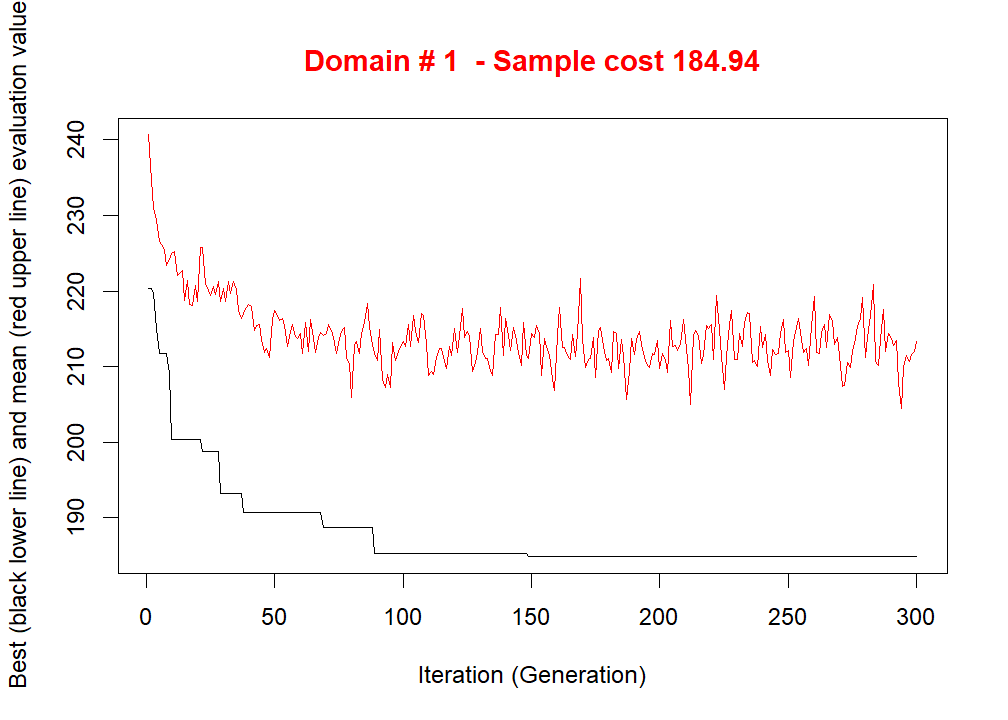 Domain # 1  - Sample cost 184.94
Best (black lower line) and mean (red upper line) evaluation value
240
230
220
210
200
190
0 50 100 150 200 250 300
Iteration (Generation)